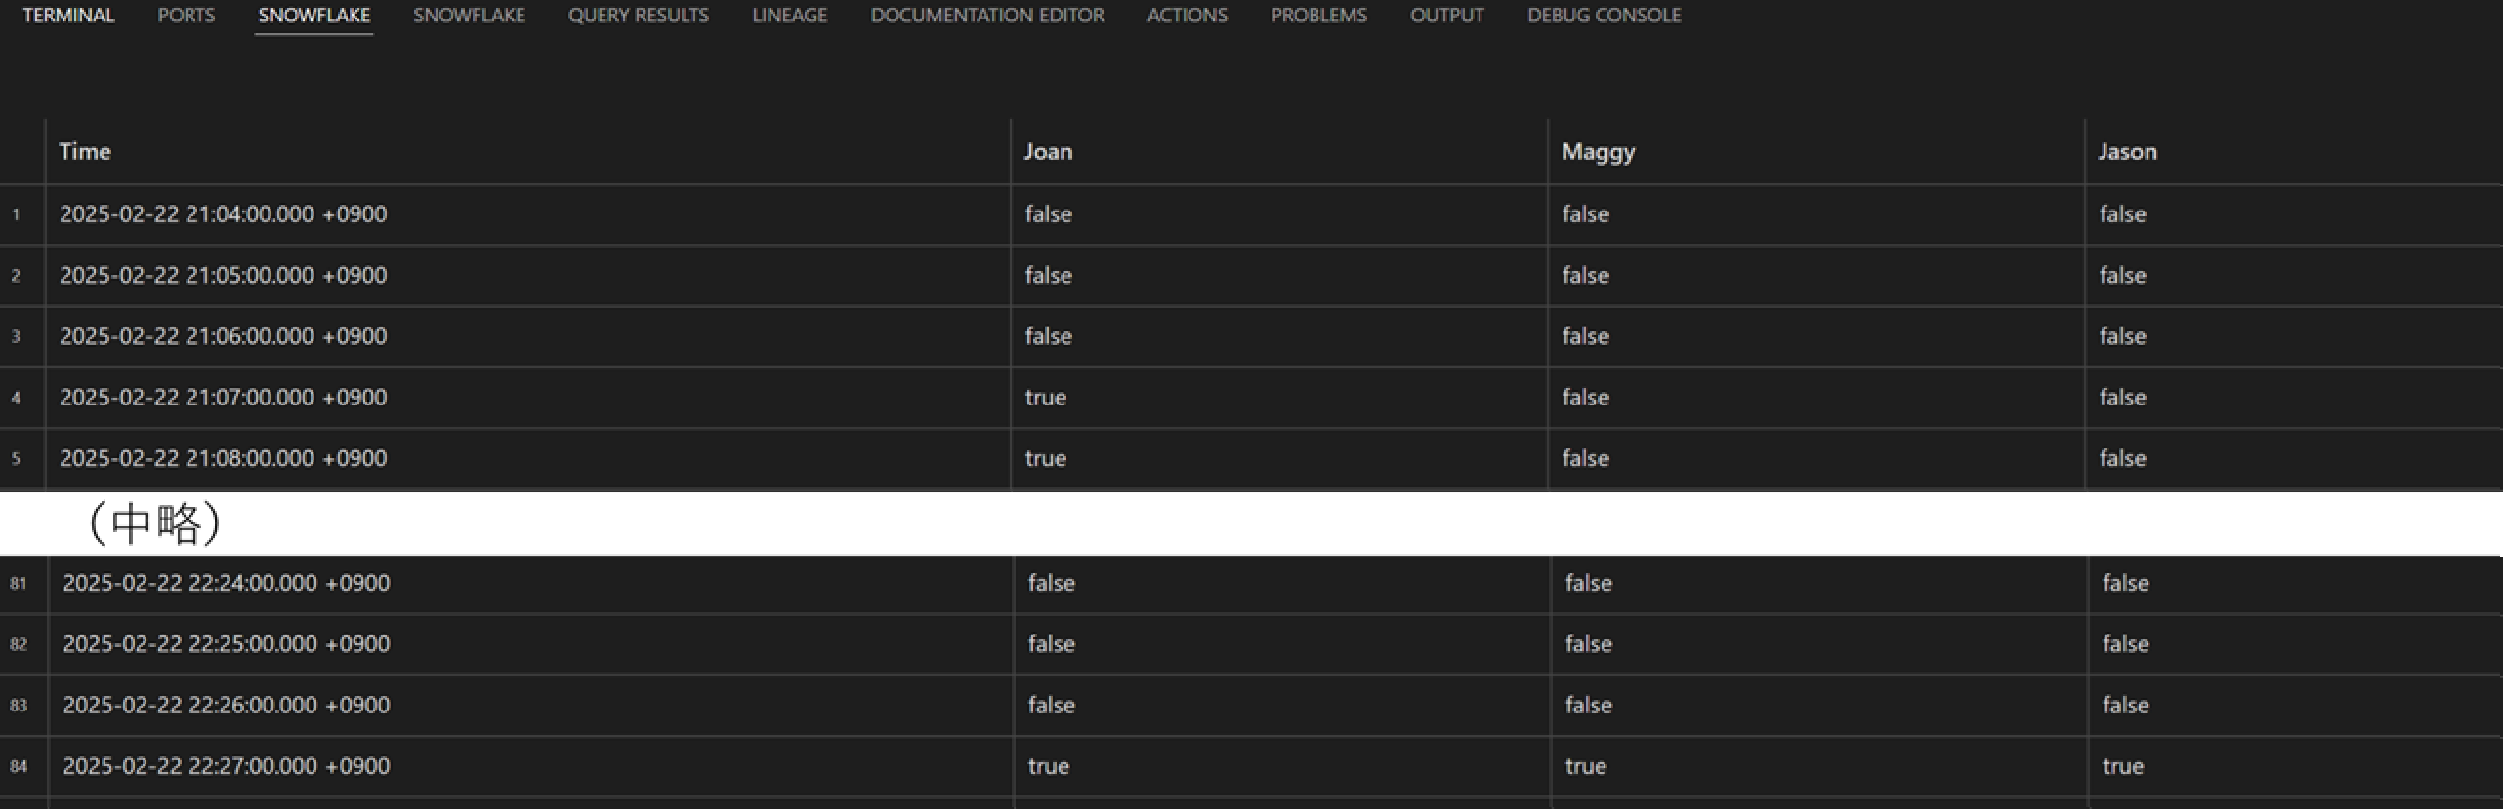 TERMINAL PORTS SNOWFLAKE SNOWFLAKE QUERY RESULTS LINEAGE DOCUMENTATION EDITOR ACTIONS PROBLEMS OUTPUT DEBUG CONSOLE
Time Joan Maggy Jason
1 2025-02-22 21:04:00.000 +0900 false false false
2 2025-02-22 21:05:00.000 +0900 false false false
3 2025-02-22 21:06:00.000 +0900 false false false
4 2025-02-22 21:07:00.000 +0900 true false false
5 2025-02-22 21:08:00.000 +0900 true false false
（中略）
81 2025-02-22 22:24:00.000 +0900 false false false
82 2025-02-22 22:25:00.000 +0900 false false false
83 2025-02-22 22:26:00.000 +0900 false false false
84 2025-02-22 22:27:00.000 +0900 true true true